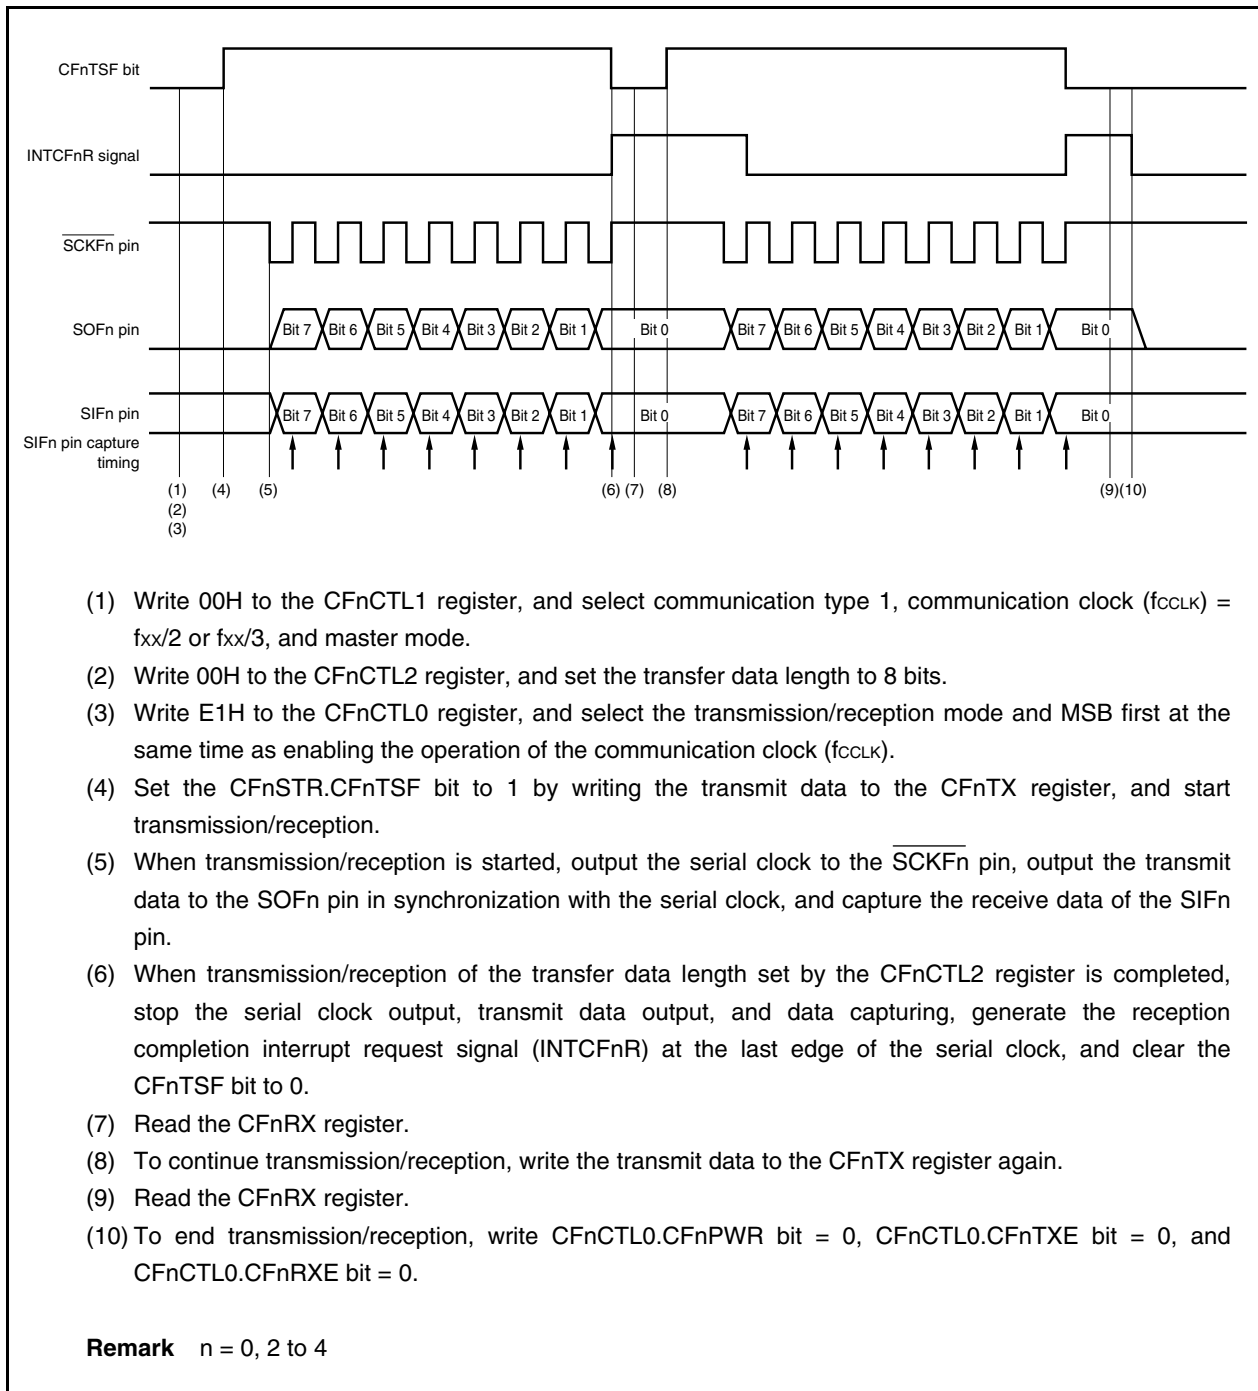 CFnTSF bit
INTCFnR signal
SCKFn pin
SOFn pin
Bit 7 Bit 6 Bit 5 Bit 4 Bit 3 Bit 2 Bit 1 Bit 0 Bit 7 Bit 6 Bit 5 Bit 4 Bit 3 Bit 2 Bit 1 Bit 0
SIFn pin
Bit 7 Bit 6 Bit 5 Bit 4 Bit 3 Bit 2 Bit 1 Bit 0 Bit 7 Bit 6 Bit 5 Bit 4 Bit 3 Bit 2 Bit 1 Bit 0
SIFn pin capture
timing
(1) (4) (5) (6) (7) (8) (9) (10)
(2)
(3)
(1) Write 00H to the CFnCTL1 register, and select communication type 1, communication clock (fCCLK) =
fxx/2 or fxx/3, and master mode.
(2) Write 00H to the CFnCTL2 register, and set the transfer data length to 8 bits.
(3) Write E1H to the CFnCTL0 register, and select the transmission/reception mode and MSB first at the
same time as enabling the operation of the communication clock (fCCLK).
(4) Set the CFnSTR.CFnTSF bit to 1 by writing the transmit data to the CFnTX register, and start
transmission/reception.
(5) When transmission/reception is started, output the serial clock to the SCKFn pin, output the transmit
data to the SOFn pin in synchronization with the serial clock, and capture the receive data of the SIFn
pin.
(6) When transmission/reception of the transfer data length set by the CFnCTL2 register is completed,
stop the serial clock output, transmit data output, and data capturing, generate the reception
completion interrupt request signal (INTCFnR) at the last edge of the serial clock, and clear the
CFnTSF bit to 0.
(7) Read the CFnRX register.
(8) To continue transmission/reception, write the transmit data to the CFnTX register again.
(9) Read the CFnRX register.
(10) To end transmission/reception, write CFnCTL0.CFnPWR bit = 0, CFnCTL0.CFnTXE bit = 0, and
CFnCTL0.CFnRXE bit = 0.
Remark n = 0, 2 to 4